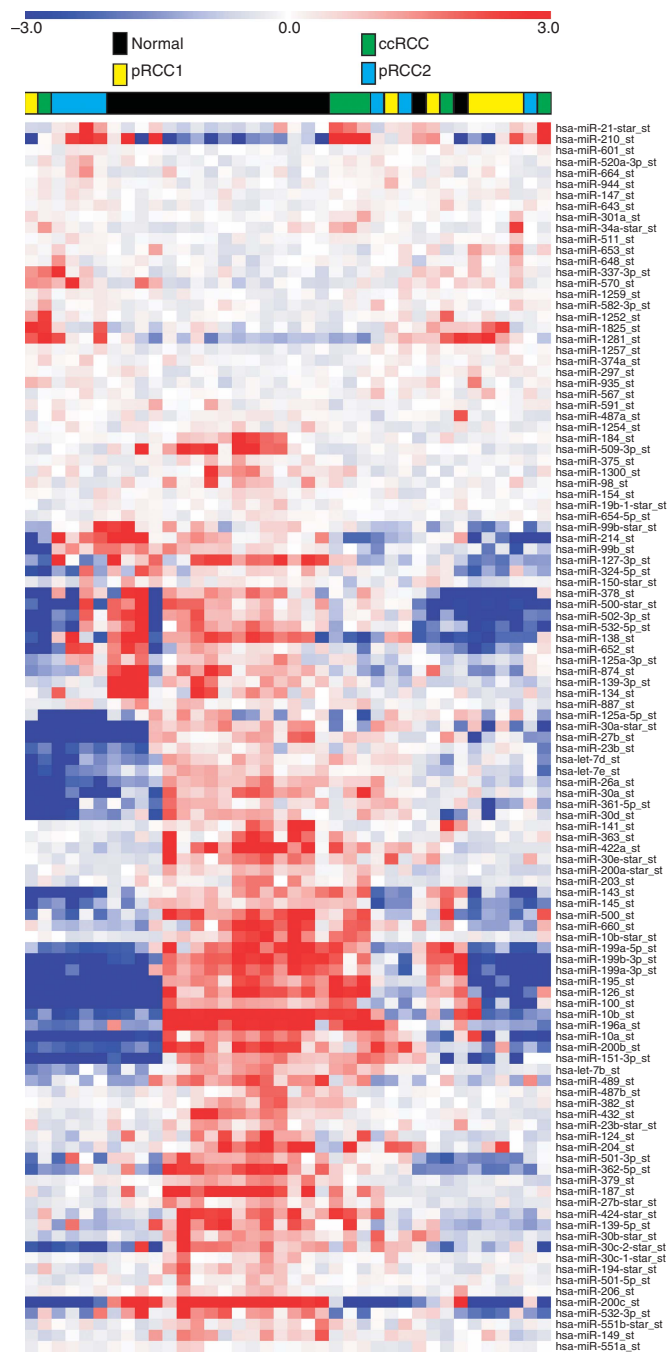 −3.0 0.0 3.0
Normal ccRCC
pRCC1 pRCC2
hsa-miR-21-star_st
hsa-miR-210_st
hsa-miR-601_st
hsa-miR-520a-3p_st
hsa-miR-664_st
hsa-miR-944_st
hsa-miR-147_st
hsa-miR-643_st
hsa-miR-301a_st
hsa-miR-34a-star_st
hsa-miR-511_st
hsa-miR-653_st
hsa-miR-648_st
hsa-miR-337-3p_st
hsa-miR-570_st
hsa-miR-1259_st
hsa-miR-582-3p_st
hsa-miR-1252_st
hsa-miR-1825_st
hsa-miR-1281_st
hsa-miR-1257_st
hsa-miR-374a_st
hsa-miR-297_st
hsa-miR-935_st
hsa-miR-567_st
hsa-miR-591_st
hsa-miR-487a_st
hsa-miR-1254_st
hsa-miR-184_st
hsa-miR-509-3p_st
hsa-miR-375_st
hsa-miR-1300_st
hsa-miR-98_st
hsa-miR-154_st
hsa-miR-19b-1-star_st
hsa-miR-654-5p_st
hsa-miR-99b-star_st
hsa-miR-214_st
hsa-miR-99b_st
hsa-miR-127-3p_st
hsa-miR-324-5p_st
hsa-miR-150-star_st
hsa-miR-378_st
hsa-miR-500-star_st
hsa-miR-502-3p_st
hsa-miR-532-5p_st
hsa-miR-138_st
hsa-miR-652_st
hsa-miR-125a-3p_st
hsa-miR-874_st
hsa-miR-139-3p_st
hsa-miR-134_st
hsa-miR-887_st
hsa-miR-125a-5p_st
hsa-miR-30a-star_st
hsa-miR-27b_st
hsa-miR-23b_st
hsa-let-7d_st
hsa-let-7e_st
hsa-miR-26a_st
hsa-miR-30a_st
hsa-miR-361-5p_st
hsa-miR-30d_st
hsa-miR-141_st
hsa-miR-363_st
hsa-miR-422a_st
hsa-miR-30e-star_st
hsa-miR-200a-star_st
hsa-miR-203_st
hsa-miR-143_st
hsa-miR-145_st
hsa-miR-500_st
hsa-miR-660_st
hsa-miR-10b-star_st
hsa-miR-199a-5p_st
hsa-miR-199b-3p_st
hsa-miR-199a-3p_st
hsa-miR-195_st
hsa-miR-126_st
hsa-miR-100_st
hsa-miR-10b_st
hsa-miR-196a_st
hsa-miR-10a_st
hsa-miR-200b_st
hsa-miR-151-3p_st
hsa-let-7b_st
hsa-miR-489_st
hsa-miR-487b_st
hsa-miR-382_st
hsa-miR-432_st
hsa-miR-23b-star_st
hsa-miR-124_st
hsa-miR-204_st
hsa-miR-501-3p_st
hsa-miR-362-5p_st
hsa-miR-379_st
hsa-miR-187_st
hsa-miR-27b-star_st
hsa-miR-424-star_st
hsa-miR-139-5p_st
hsa-miR-30b-star_st
hsa-miR-30c-2-star_st
hsa-miR-30c-1-star_st
hsa-miR-194-star_st
hsa-miR-501-5p_st
hsa-miR-206_st
hsa-miR-200c_st
hsa-miR-532-3p_st
hsa-miR-551b-star_st
hsa-miR-149_st
hsa-miR-551a_st